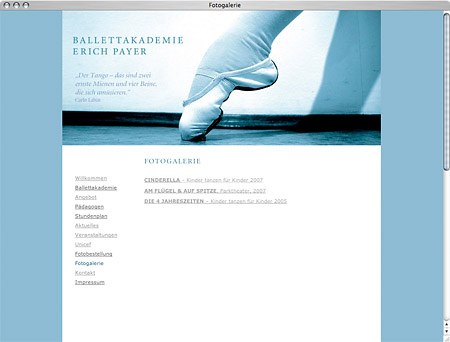 Fotogalerie
BALLETTAKADEMIE
ERICH PAYER
„Der Tango – das sind zwei
ernste Mienen und vier Beine,
die sich amüsieren."
Carlo Labin
FOTOGALERIE
CINDERELLA – Kinder tanzen für Kinder 2007
AM FLÜGEL & AUF SPITZE, Parktheater, 2007
DIE 4 JAHRESZEITEN – Kinder tanzen für Kinder 2005
Willkommen
Ballettakademie
Angebot
Pädagogen
Stundenplan
Aktuelles
Veranstaltungen
Unicef
Fotobestellung
Fotogalerie
Kontakt
Impressum